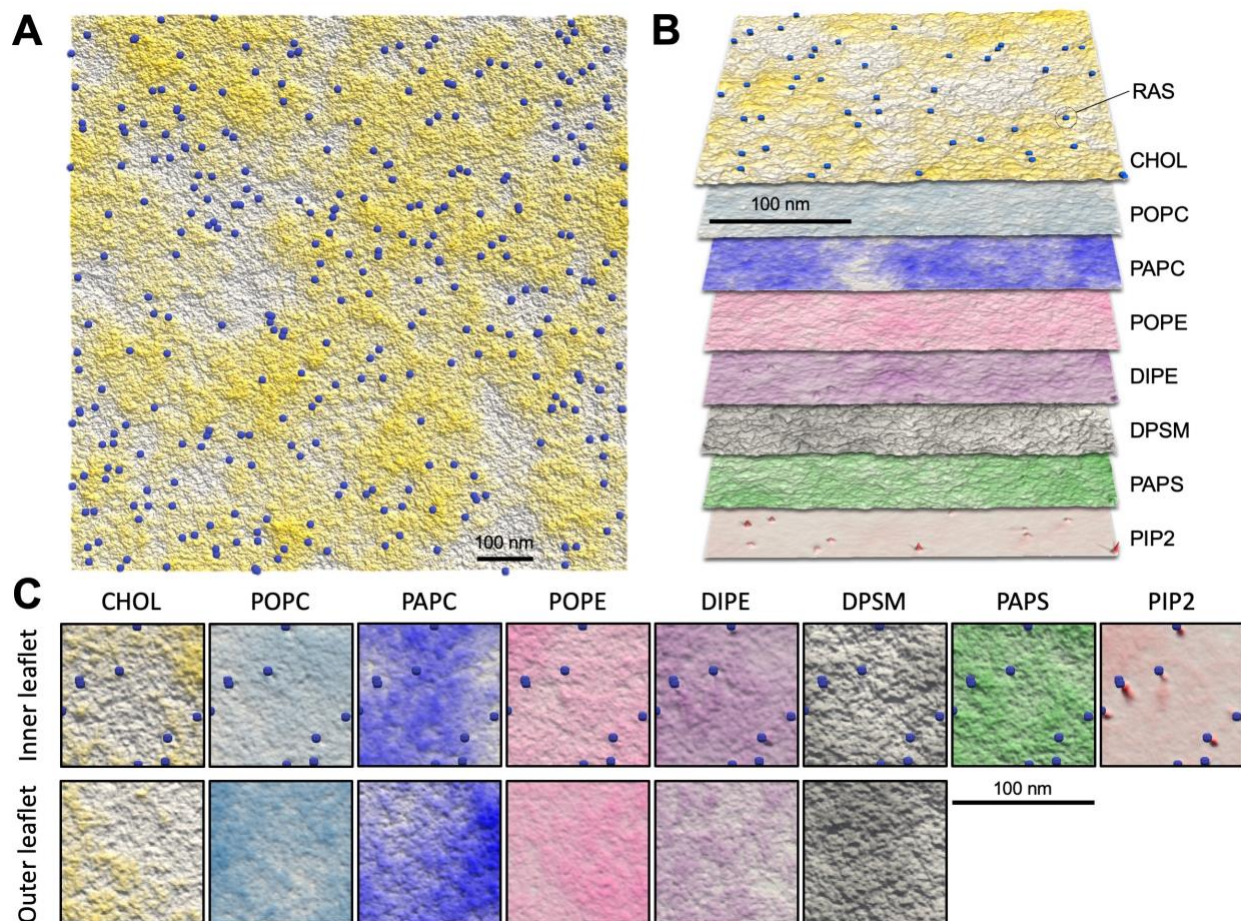 A
100 nm
B
RAS
CHOL
100 nm
POPC
PAPC
POPE
DIPE
DPSM
PAPS
PIP2
C
CHOL POPC PAPC POPE DIPE DPSM PAPS PIP2
Inner leaflet
Outer leaflet
100 nm